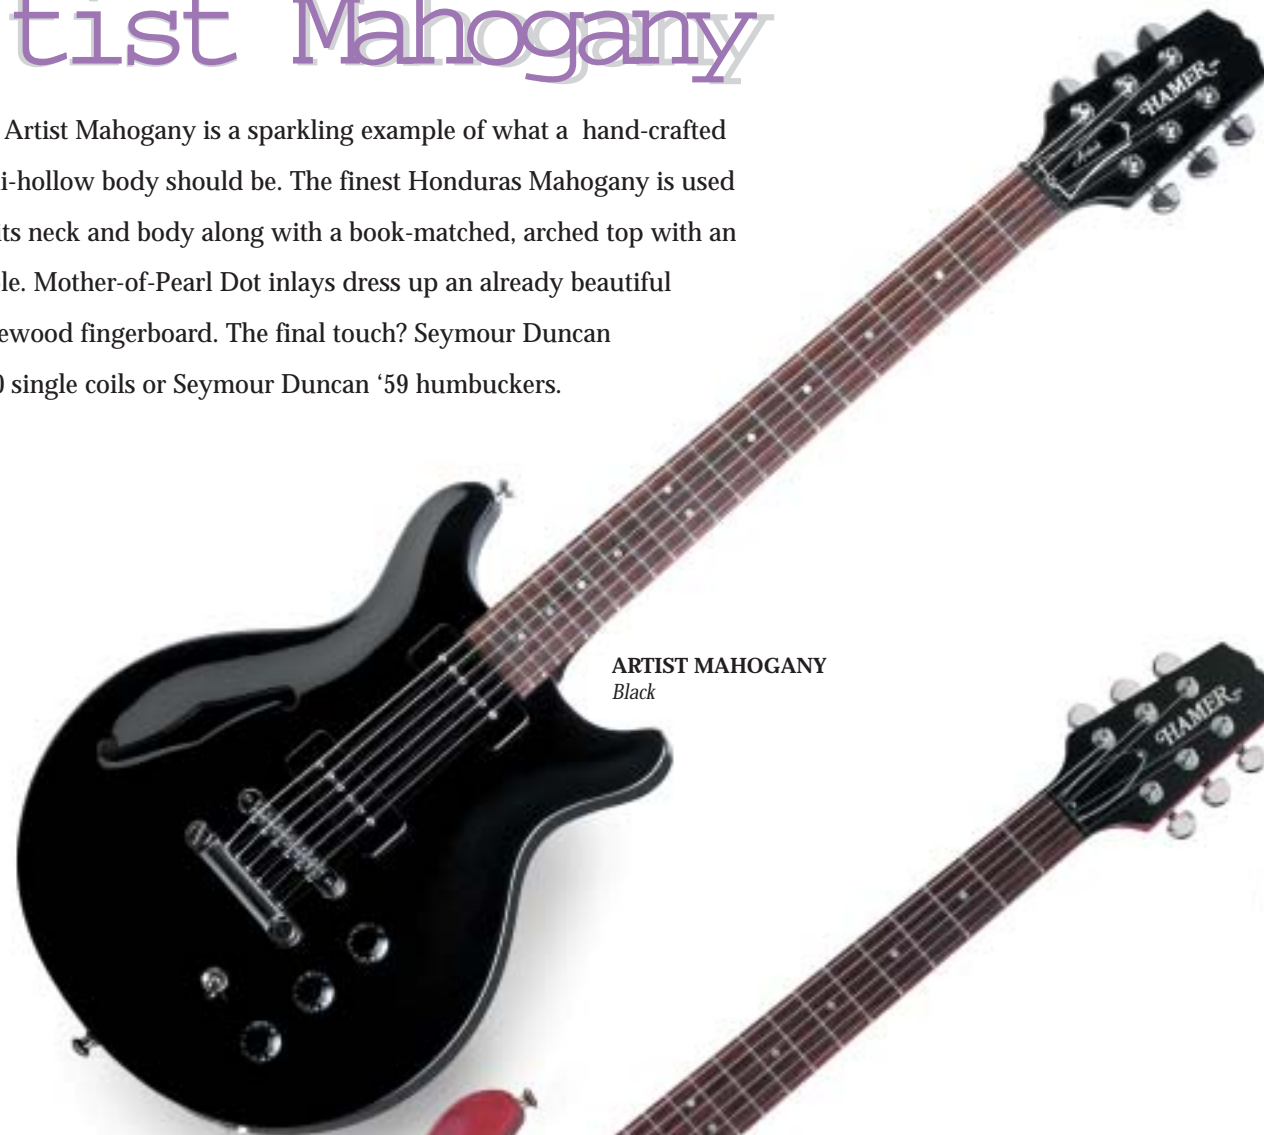 tist Mahogany
Artist Mahogany is a sparkling example of what a hand-crafted
i-hollow body should be. The finest Honduras Mahogany is used
its neck and body along with a book-matched, arched top with an
le. Mother-of-Pearl Dot inlays dress up an already beautiful
ewood fingerboard. The final touch? Seymour Duncan
0 single coils or Seymour Duncan ‘59 humbuckers.
HAMER
Artist
ARTIST MAHOGANY
Black
HAMER